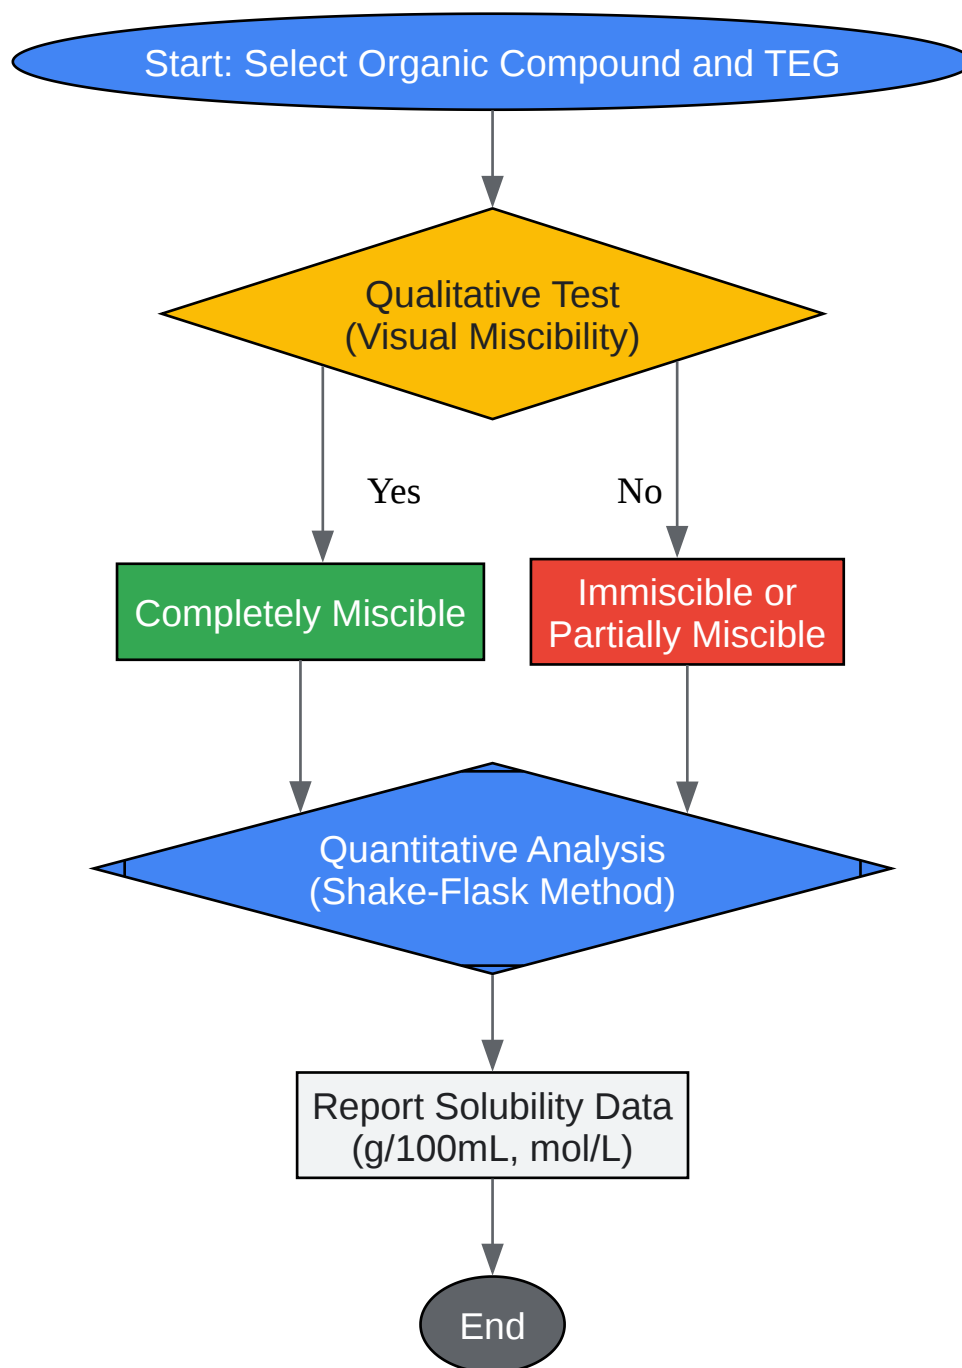 Start: Select Organic Compound and TEG
Qualitative Test
(Visual Miscibility)
Yes
No
Completely Miscible
Immiscible or
Partially Miscible
Quantitative Analysis
(Shake-Flask Method)
Report Solubility Data
(g/100mL, mol/L)
End